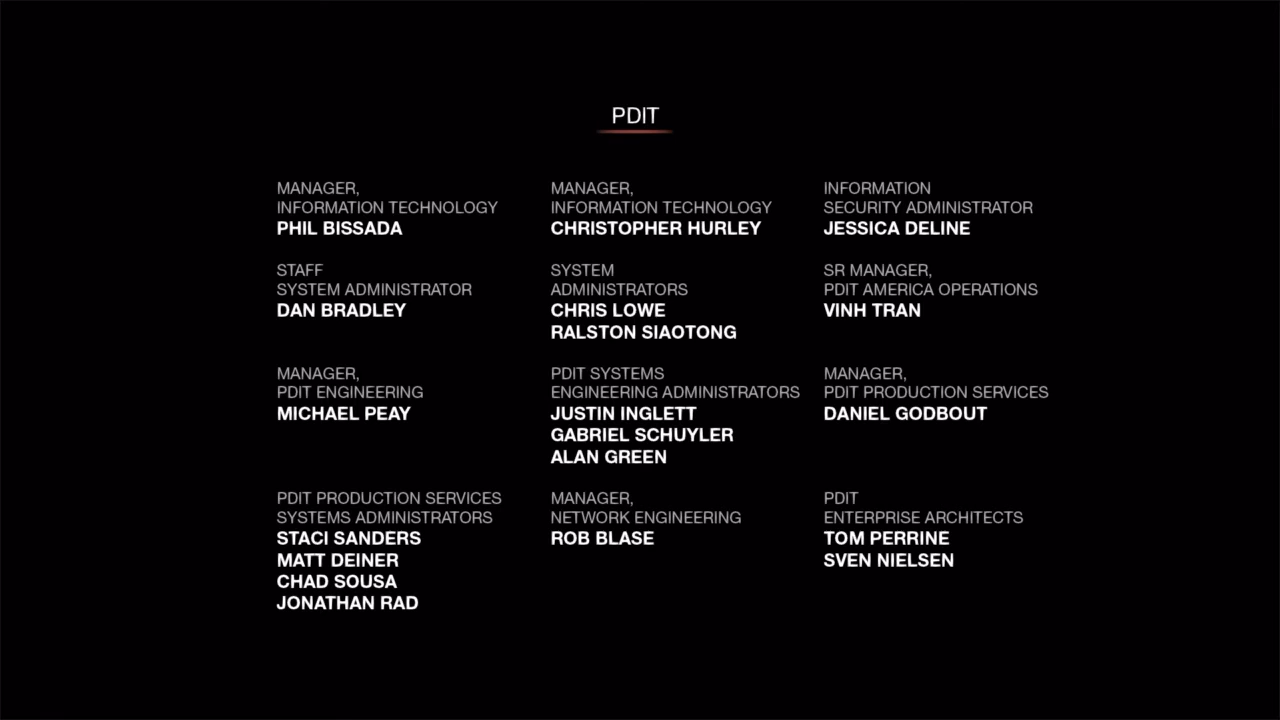 PDIT
MANAGER,
INFORMATION TECHNOLOGY
PHIL BISSADA
MANAGER,
INFORMATION TECHNOLOGY
CHRISTOPHER HURLEY
INFORMATION
SECURITY ADMINISTRATOR
JESSICA DELINE
STAFF
SYSTEM ADMINISTRATOR
DAN BRADLEY
SYSTEM
ADMINISTRATORS
CHRIS LOWE
RALSTON SIAOTONG
SR MANAGER,
PDIT AMERICA OPERATIONS
VINH TRAN
MANAGER,
PDIT ENGINEERING
MICHAEL PEAY
PDIT SYSTEMS
ENGINEERING ADMINISTRATORS
JUSTIN INGLETT
GABRIEL SCHUYLER
ALAN GREEN
MANAGER,
PDIT PRODUCTION SERVICES
DANIEL GODBOUT
PDIT PRODUCTION SERVICES
SYSTEMS ADMINISTRATORS
STACI SANDERS
MATT DEINER
CHAD SOUSA
JONATHAN RAD
MANAGER,
NETWORK ENGINEERING
ROB BLASE
PDIT
ENTERPRISE ARCHITECTS
TOM PERRINE
SVEN NIELSEN